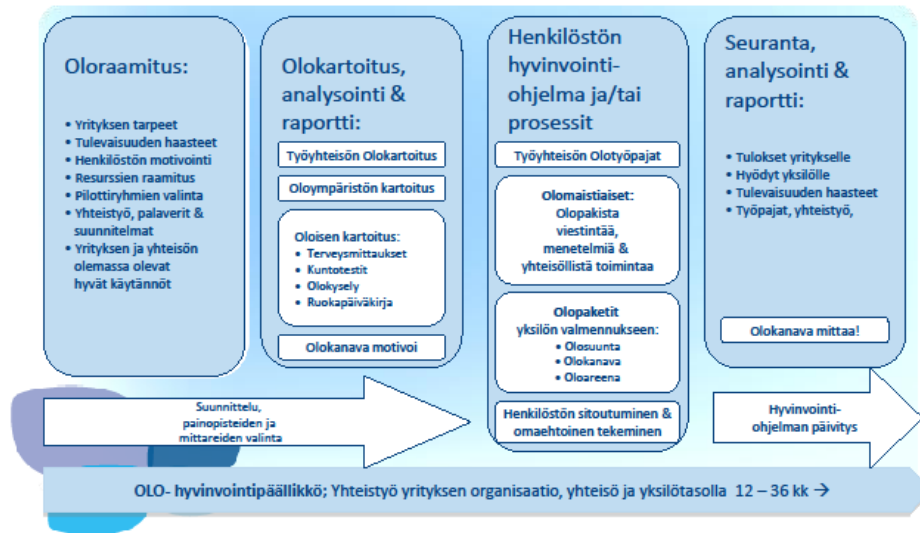 Oloraamitus:
• Yrityksen tarpeet
• Tulevaisuuden haasteet
• Henkilöstön motivointi
• Resurssien raamitus
• Pilottiryhmien valinta
• Yhteistyö, palaverit &
suunnitelmat
• Yrityksen ja yhteisön
olemassa olevat
hyvät käytännöt
Olokartoitus,
analysointi &
raportti:
Työyhteisön Olokartoitus
Oloympäristön kartoitus
Oloisen kartoitus:
• Terveysmittaukset
• Kuntotestit
• Olokysely
• Ruokapäiväkirja
Olokanava motivoi
Henkilöstön
hyvinvointi-
ohjelma ja/tai
prosessit
Työyhteisön Olotyöpajat
Olomaistiaiset:
Olopakista
viestintää,
menetelmiä &
yhteisöllistä toimintaa
Olopaketit
yksilön valmennukseen:
• Olosuunta
• Olokanava
• Oloareena
Henkilöstön sitoutuminen &
omaehtoinen tekeminen
Seuranta,
analysointi &
raportti:
• Tulokset yritykselle
• Hyödyt yksilölle
• Tulevaisuuden haasteet
• Työpajat, yhteistyö,
Olokanava mittaa!
Suunnittelu,
painopisteiden ja
mittareiden valinta
Hyvinvointi-
ohjelman päivitys
OLO- hyvinvointipäällikkö; Yhteistyö yrityksen organisaatio, yhteisö ja yksilötasolla 12 – 36 kk →